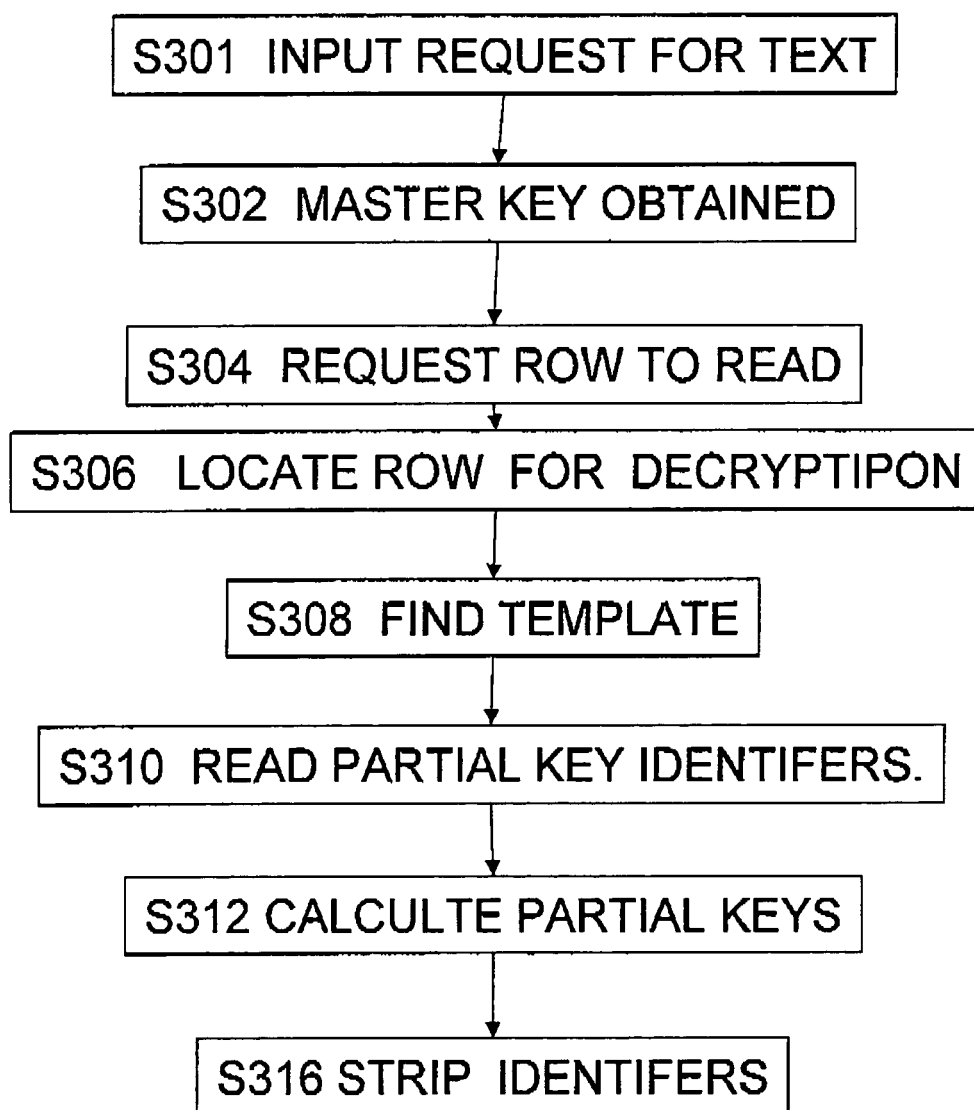 S301 INPUT REQUEST FOR TEXT
S302 MASTER KEY OBTAINED
S304 REQUEST ROW TO READ
S306 LOCATE ROW FOR DECRYPTIPON
S308 FIND TEMPLATE
S310 READ PARTIAL KEY IDENTIFERS.
S312 CALCULTE PARTIAL KEYS
S316 STRIP IDENTIFERS